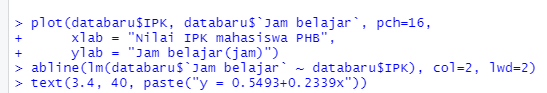 > plot(databaru$IPK, databaru$`Jam belajar`, pch=16,
+      xlab = "Nilai IPK mahasiswa PHB",
+      ylab = "Jam belajar(jam)")
> abline(lm(databaru$`Jam belajar` ~ databaru$IPK), col=2, lwd=2)
> text(3.4, 40, paste("y = 0.5493+0.2339x"))